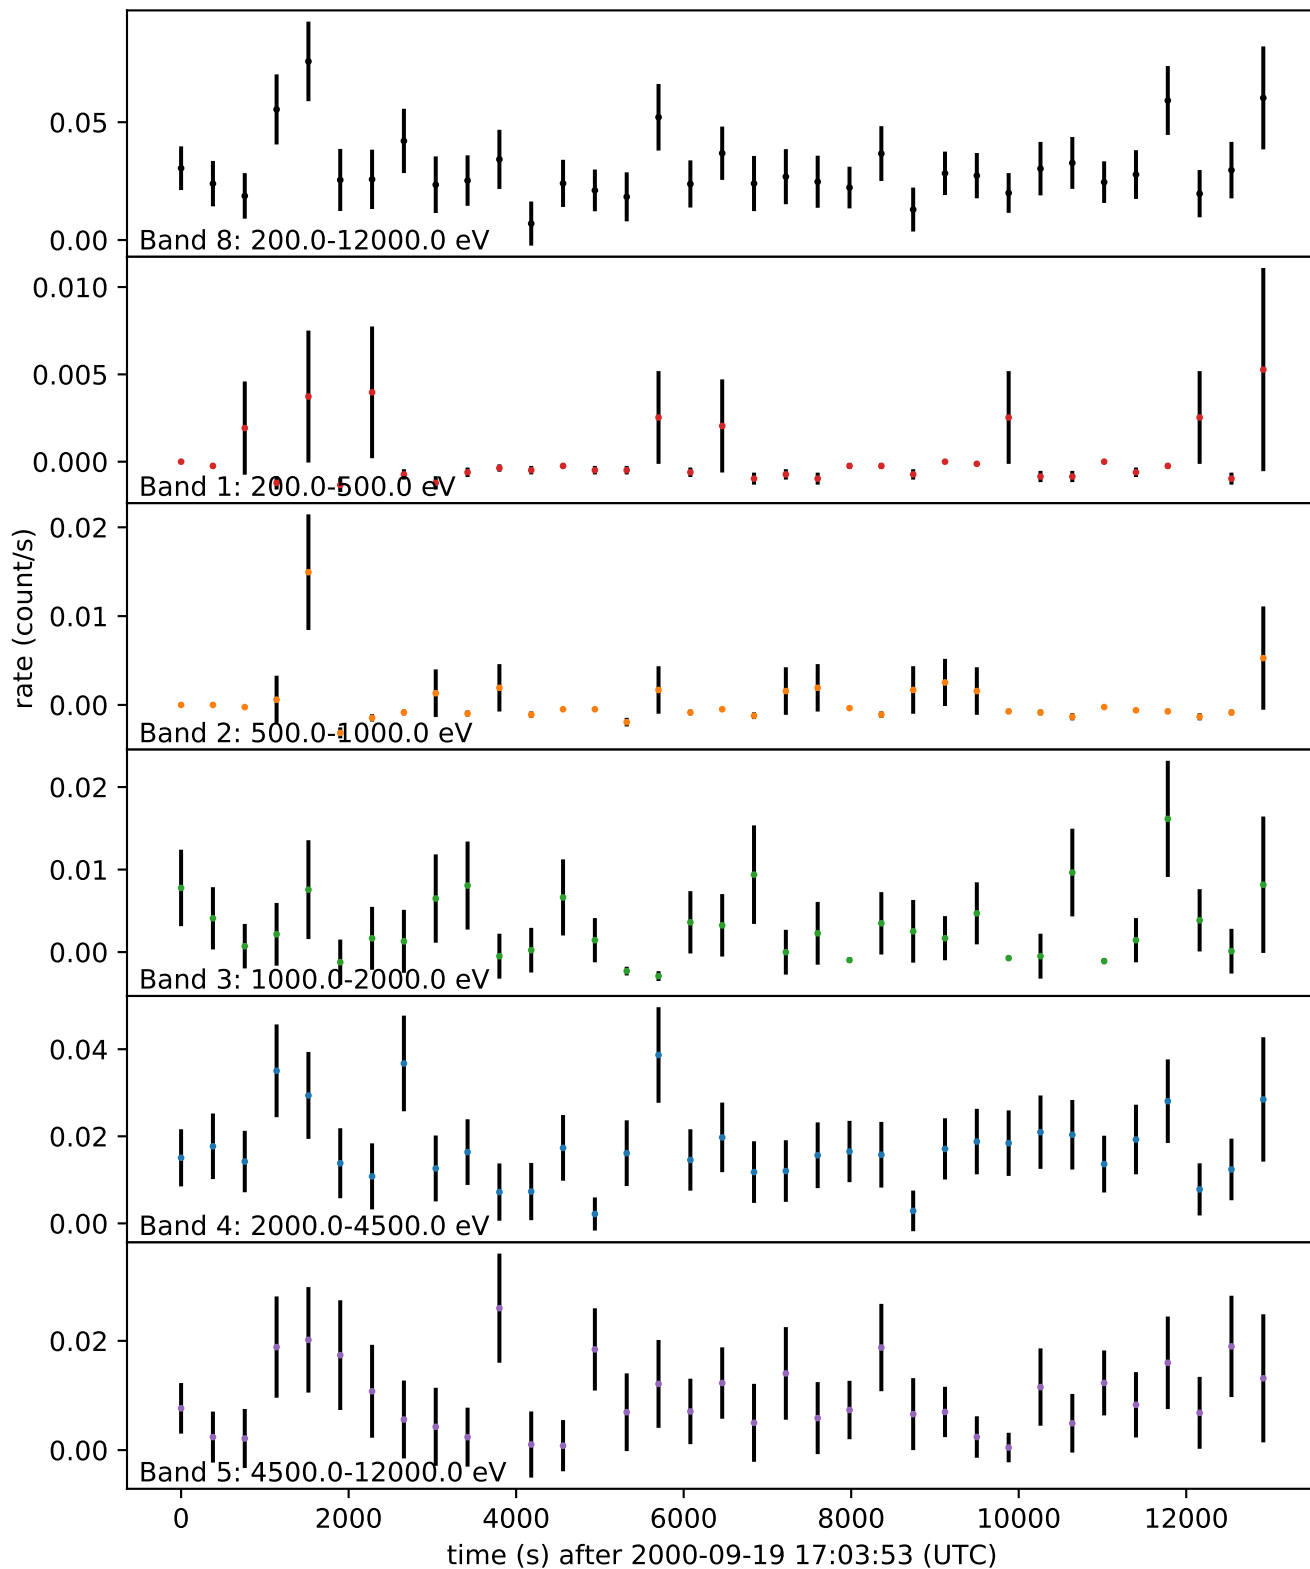 0.05
0.00
Band 8: 200.0-12000.0 eV
0.010
0.005
0.000
Band 1: 200.0-500.0 eV
0.02
0.01
0.00
Band 2: 500.0-1000.0 eV
rate (count/s)
0.02
0.01
0.00
Band 3: 1000.0-2000.0 eV
0.04
0.02
0.00
Band 4: 2000.0-4500.0 eV
0.02
0.00
Band 5: 4500.0-12000.0 eV
0 2000 4000 6000 8000 10000 12000
time (s) after 2000-09-19 17:03:53 (UTC)